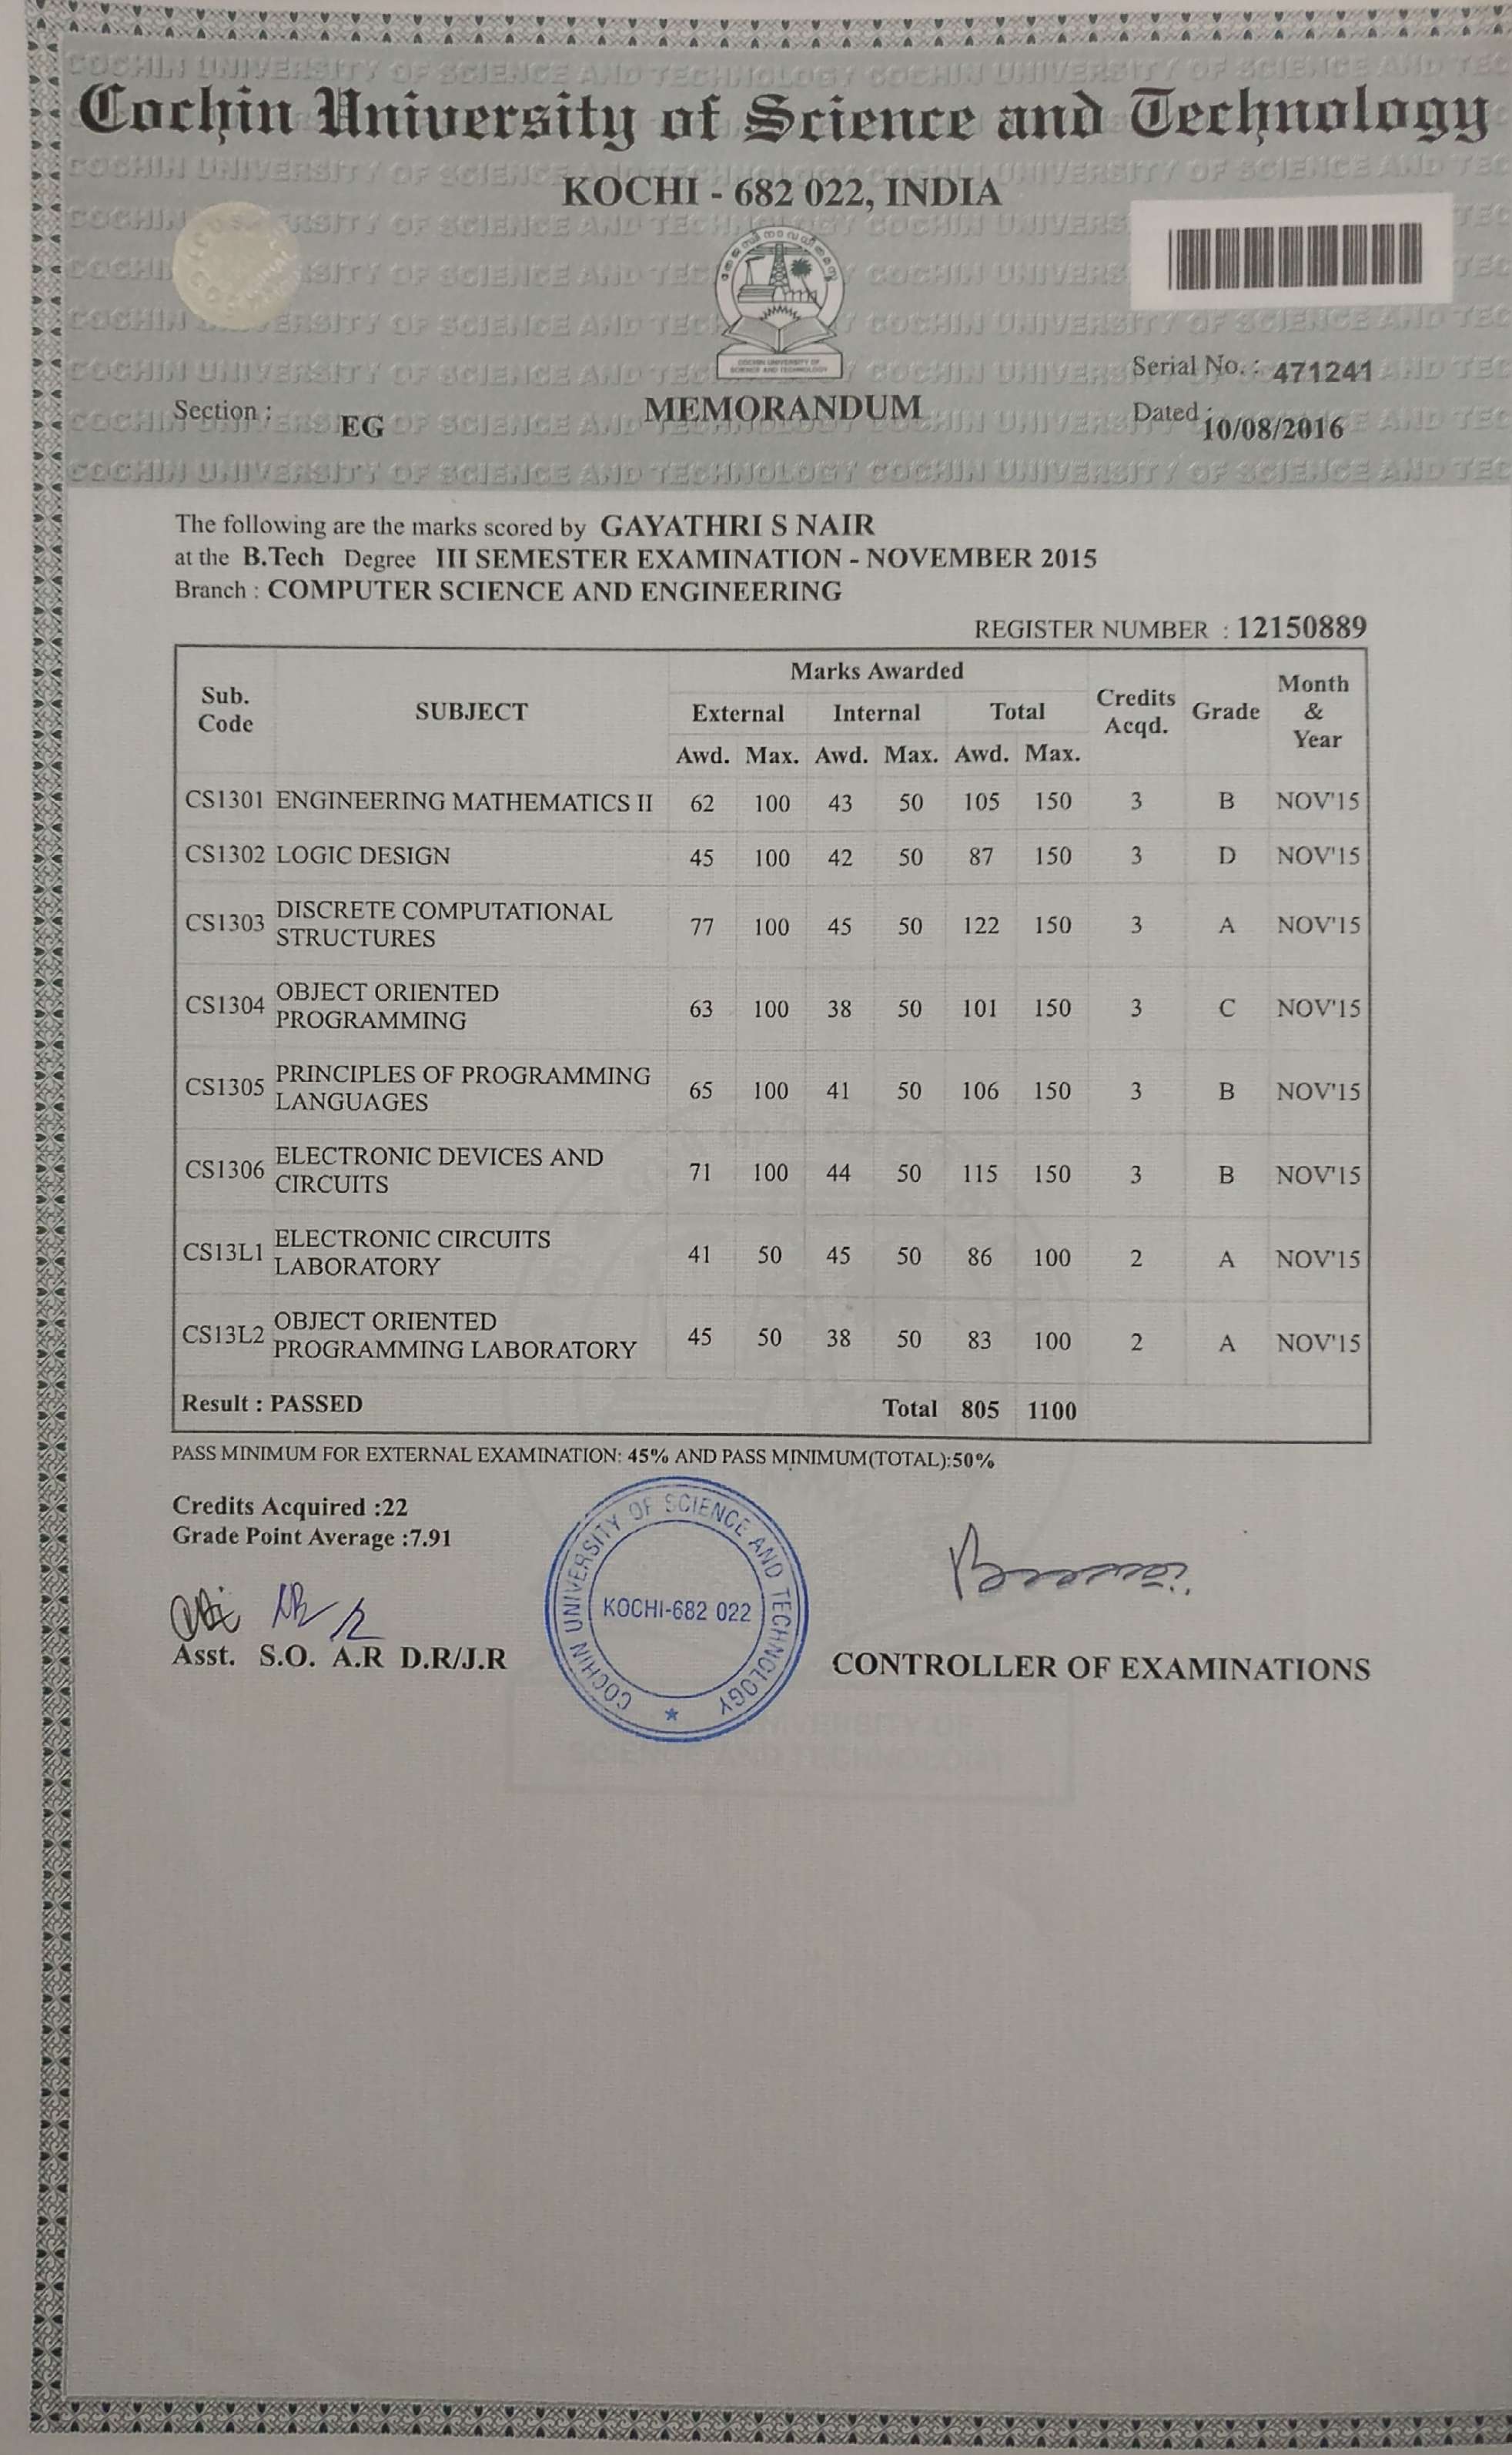 Cochin University of Science and Technology
KOCHI - 682 022, INDIA
COCHIN UNIVERSITY OF
SCIENCE AND TECHNOLOGY
Serial No. : 471241
Section : EG
MEMORANDUM
Dated : 10/08/2016
The following are the marks scored by GAYATHRI S NAIR
at the B.Tech Degree III SEMESTER EXAMINATION - NOVEMBER 2015
Branch : COMPUTER SCIENCE AND ENGINEERING
REGISTER NUMBER : 12150889
Sub. Code SUBJECT Marks Awarded Credits Acqd. Grade Month & Year
External Internal Total
Awd. Max. Awd. Max. Awd. Max.
CS1301 ENGINEERING MATHEMATICS II 62 100 43 50 105 150 3 B NOV'15
CS1302 LOGIC DESIGN 45 100 42 50 87 150 3 D NOV'15
CS1303 DISCRETE COMPUTATIONAL STRUCTURES 77 100 45 50 122 150 3 A NOV'15
CS1304 OBJECT ORIENTED PROGRAMMING 63 100 38 50 101 150 3 C NOV'15
CS1305 PRINCIPLES OF PROGRAMMING LANGUAGES 65 100 41 50 106 150 3 B NOV'15
CS1306 ELECTRONIC DEVICES AND CIRCUITS 71 100 44 50 115 150 3 B NOV'15
CS13L1 ELECTRONIC CIRCUITS LABORATORY 41 50 45 50 86 100 2 A NOV'15
CS13L2 OBJECT ORIENTED PROGRAMMING LABORATORY 45 50 38 50 83 100 2 A NOV'15
Result : PASSED Total 805 1100
PASS MINIMUM FOR EXTERNAL EXAMINATION: 45% AND PASS MINIMUM(TOTAL):50%
Credits Acquired :22
Grade Point Average :7.91
COCHIN UNIVERSITY OF SCIENCE AND TECHNOLOGY
KOCHI-682 022
Asst. S.O. A.R D.R/J.R
CONTROLLER OF EXAMINATIONS